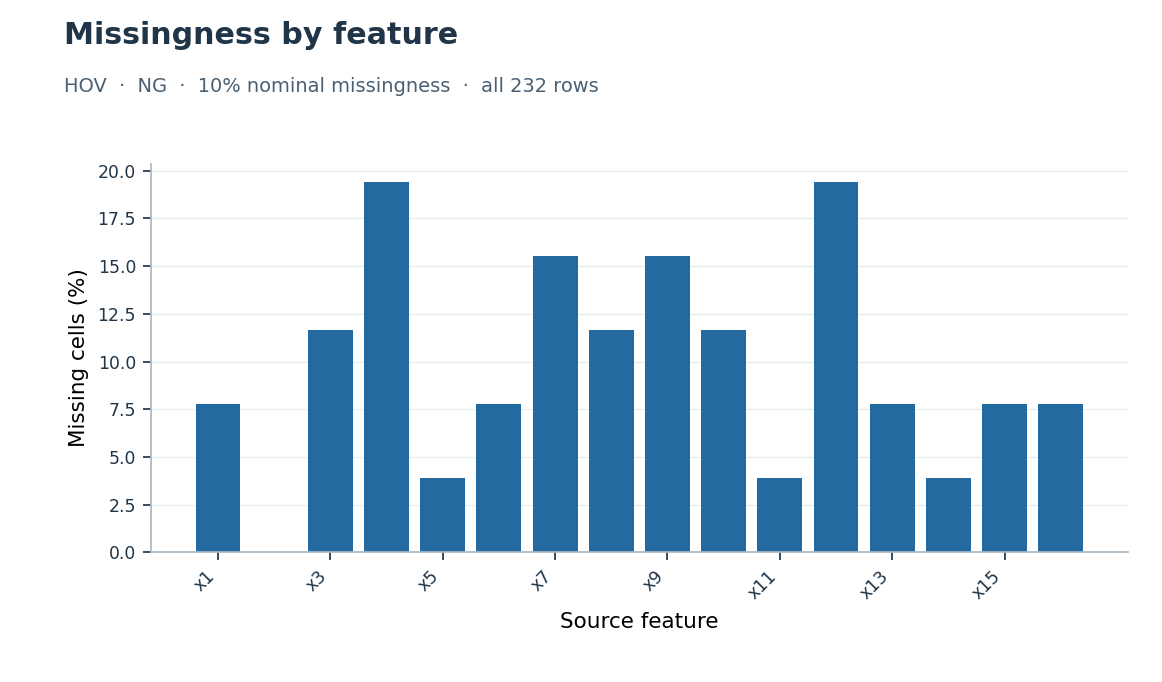 Missingness by feature
HOV · NG · 10% nominal missingness · all 232 rows
Missing cells (%)
20.0
17.5
15.0
12.5
10.0
7.5
5.0
2.5
0.0
x1 x3 x5 x7 x9 x11 x13 x15
Source feature